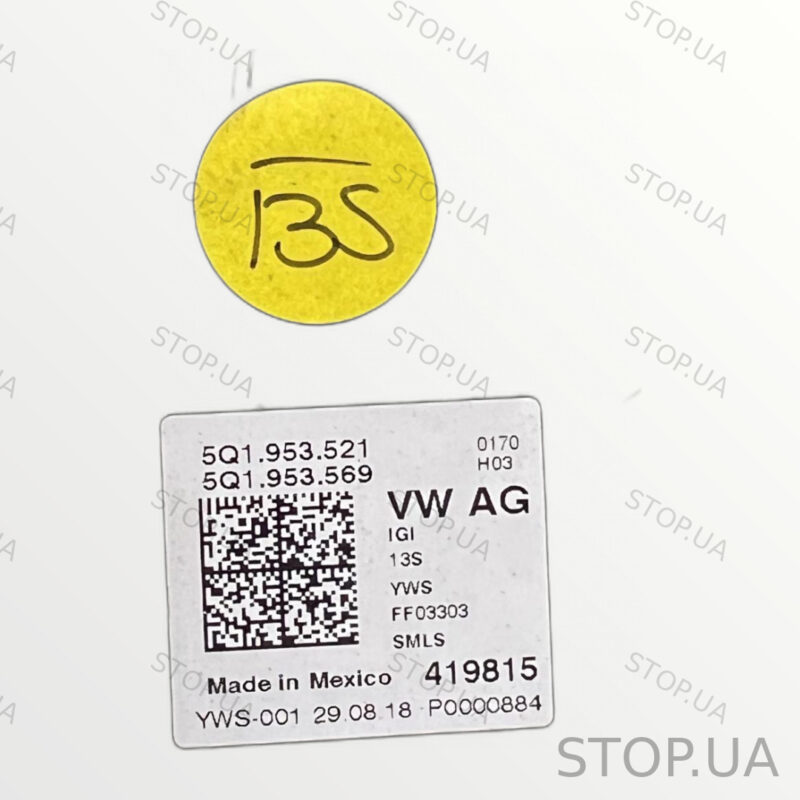 13S
5Q1.953.521
5Q1.953.569
0170
H03
VW AG
IGI
13S
YWS
FF03303
SMLS
Made in Mexico 419815
YWS-001 29.08.18 P0000884
STOP.UA